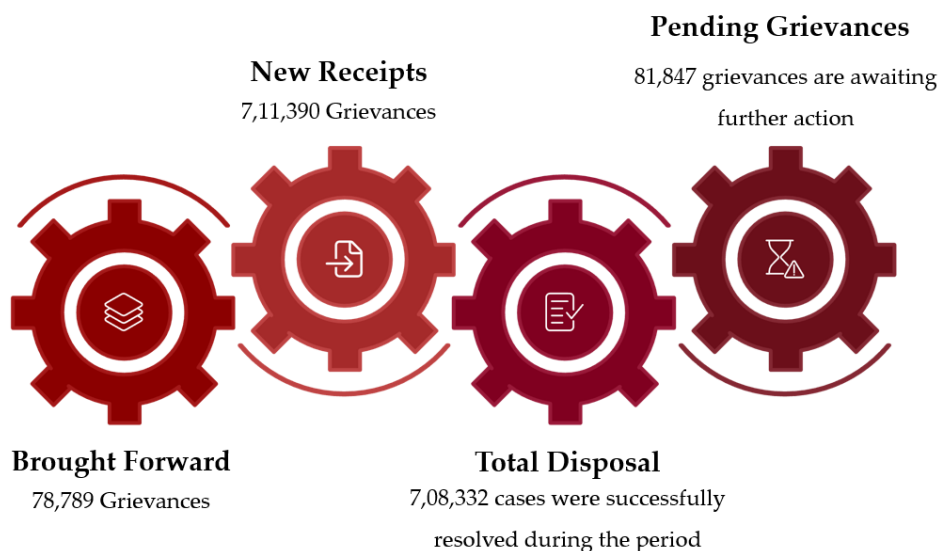 Pending Grievances
81,847 grievances are awaiting
further action
New Receipts
7,11,390 Grievances
Brought Forward
78,789 Grievances
Total Disposal
7,08,332 cases were successfully
resolved during the period